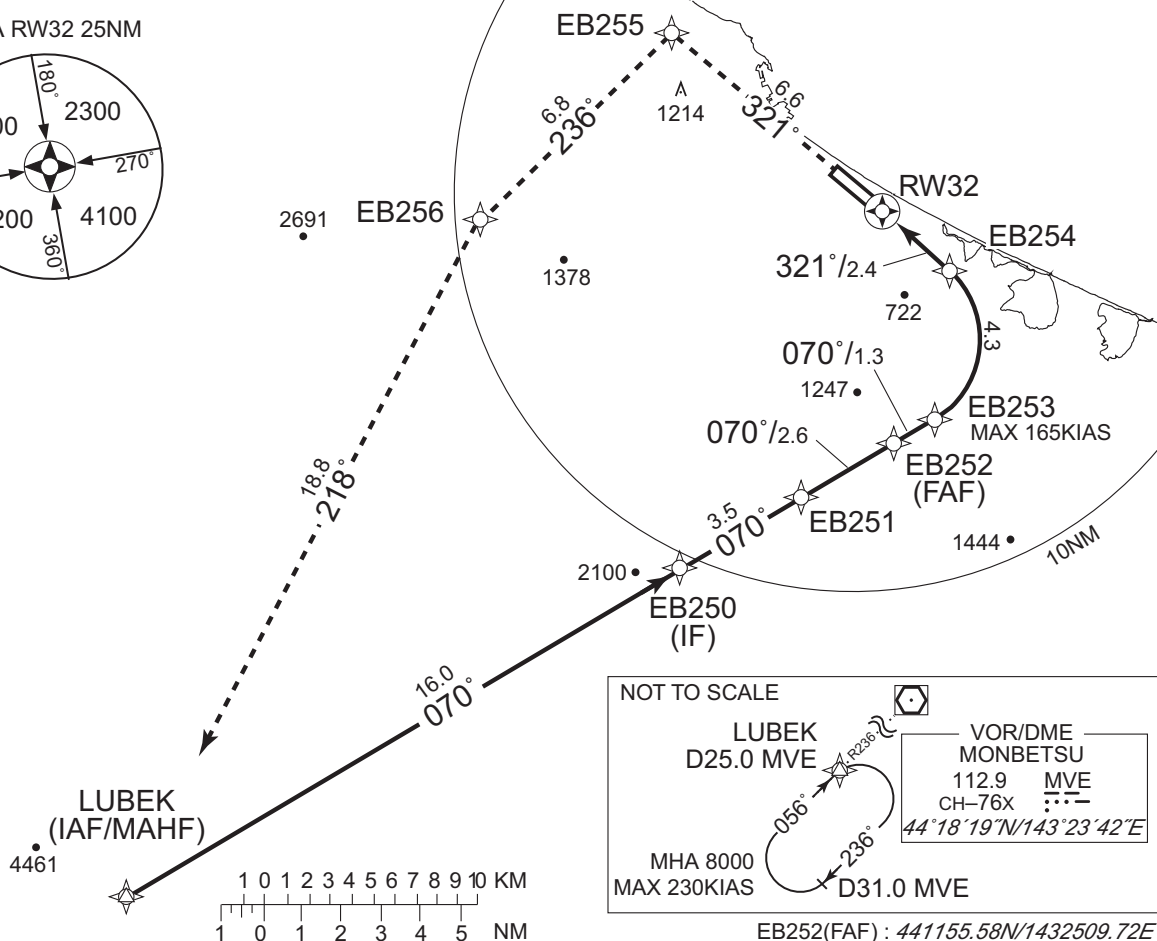 RW32 25NM
180°
2300
270°
4100
360°
EB255
1214
6.6
321°
6.8
236°
RW32
EB256
2691
EB254
1378
321°/2.4
722
4.3
070°/1.3
1247
EB253
MAX 165KIAS
070°/2.6
EB252
(FAF)
18.8
218°
3.5
070°
EB251
1444
10NM
2100
EB250
(IF)
16.0
070°
NOT TO SCALE
LUBEK
D25.0 MVE
R236
VOR/DME
MONBETSU
112.9 MVE
CH–76X
44°18´19˝N/143°23´42˝E
056°
236°
MHA 8000
MAX 230KIAS
D31.0 MVE
LUBEK
(IAF/MAHF)
4461
1 0 1 2 3 4 5 6 7 8 9 10 KM
1 0 1 2 3 4 5 NM
EB252(FAF) : 441155.58N/1432509.72E